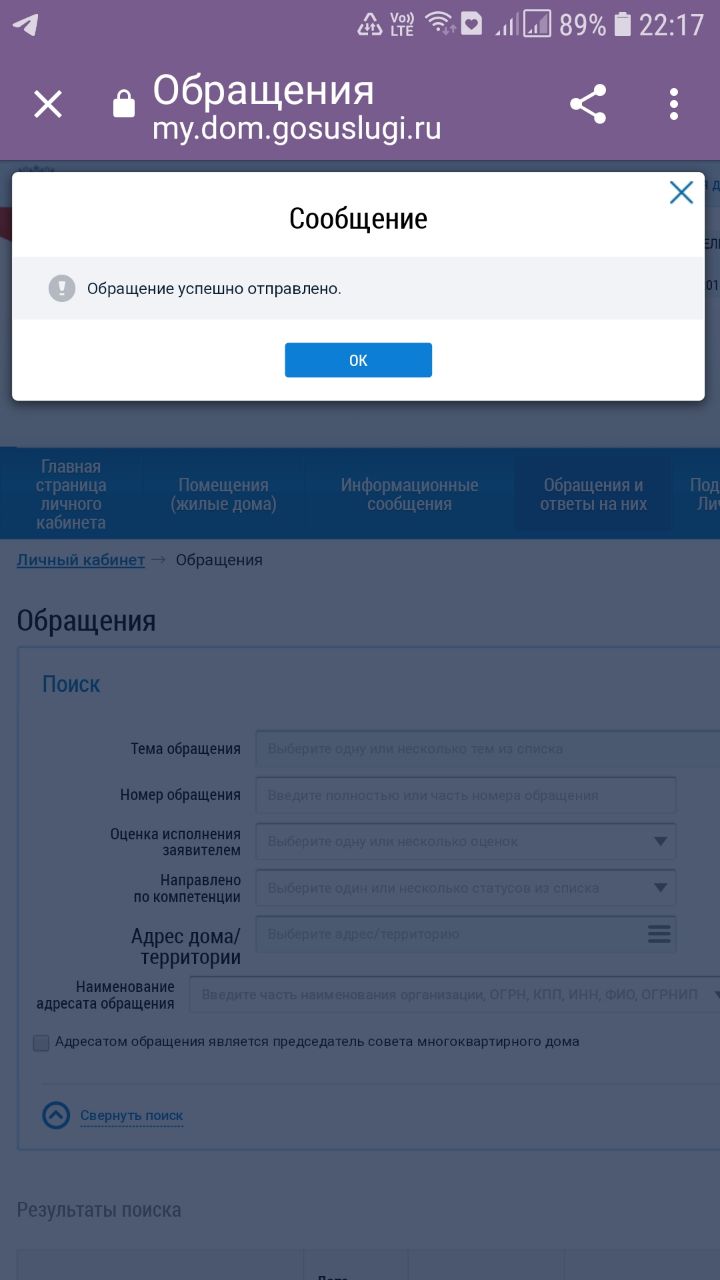 Vo)) 89% 22:17
LTE
Обращения
my.dom.gosuslugi.ru
Сообщение
Обращение успешно отправлено.
ОК
Главная страница личного кабинета
Помещения (жилые дома)
Информационные сообщения
Обращения и ответы на них
Под
Ли
Личный кабинет → Обращения
Обращения
Поиск
Тема обращения
Выберите одну или несколько тем из списка
Номер обращения
Введите полностью или часть номера обращения
Оценка исполнения
заявителем
Выберите одну или несколько оценок
Направлено
по компетенции
Выберите один или несколько статусов из списка
Адрес дома/
территории
Выберите адрес/территорию
Наименование
адресата обращения
Введите часть наименования организации, ОГРН, КПП, ИНН, ФИО, ОГРНИП
Адресатом обращения является председатель совета многоквартирного дома
Свернуть поиск
Результаты поиска